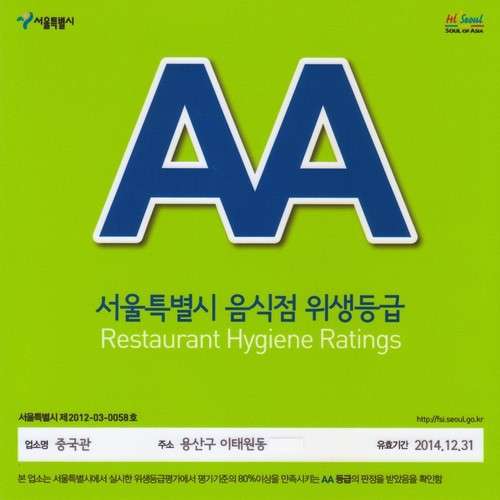 서울특별시
Hi Seoul
SOUL OF ASIA
AA
서울특별시 음식점 위생등급
Restaurant Hygiene Ratings
서울특별시 제2012-03-0058호
http://fsi.seoul.go.kr
업소명 중국관 주소 용산구 이태원동 유효기간 2014.12.31
본 업소는 서울특별시에서 실시한 위생등급평가에서 평가기준의 80%이상을 만족시키는 AA 등급의 판정을 받았음을 확인함